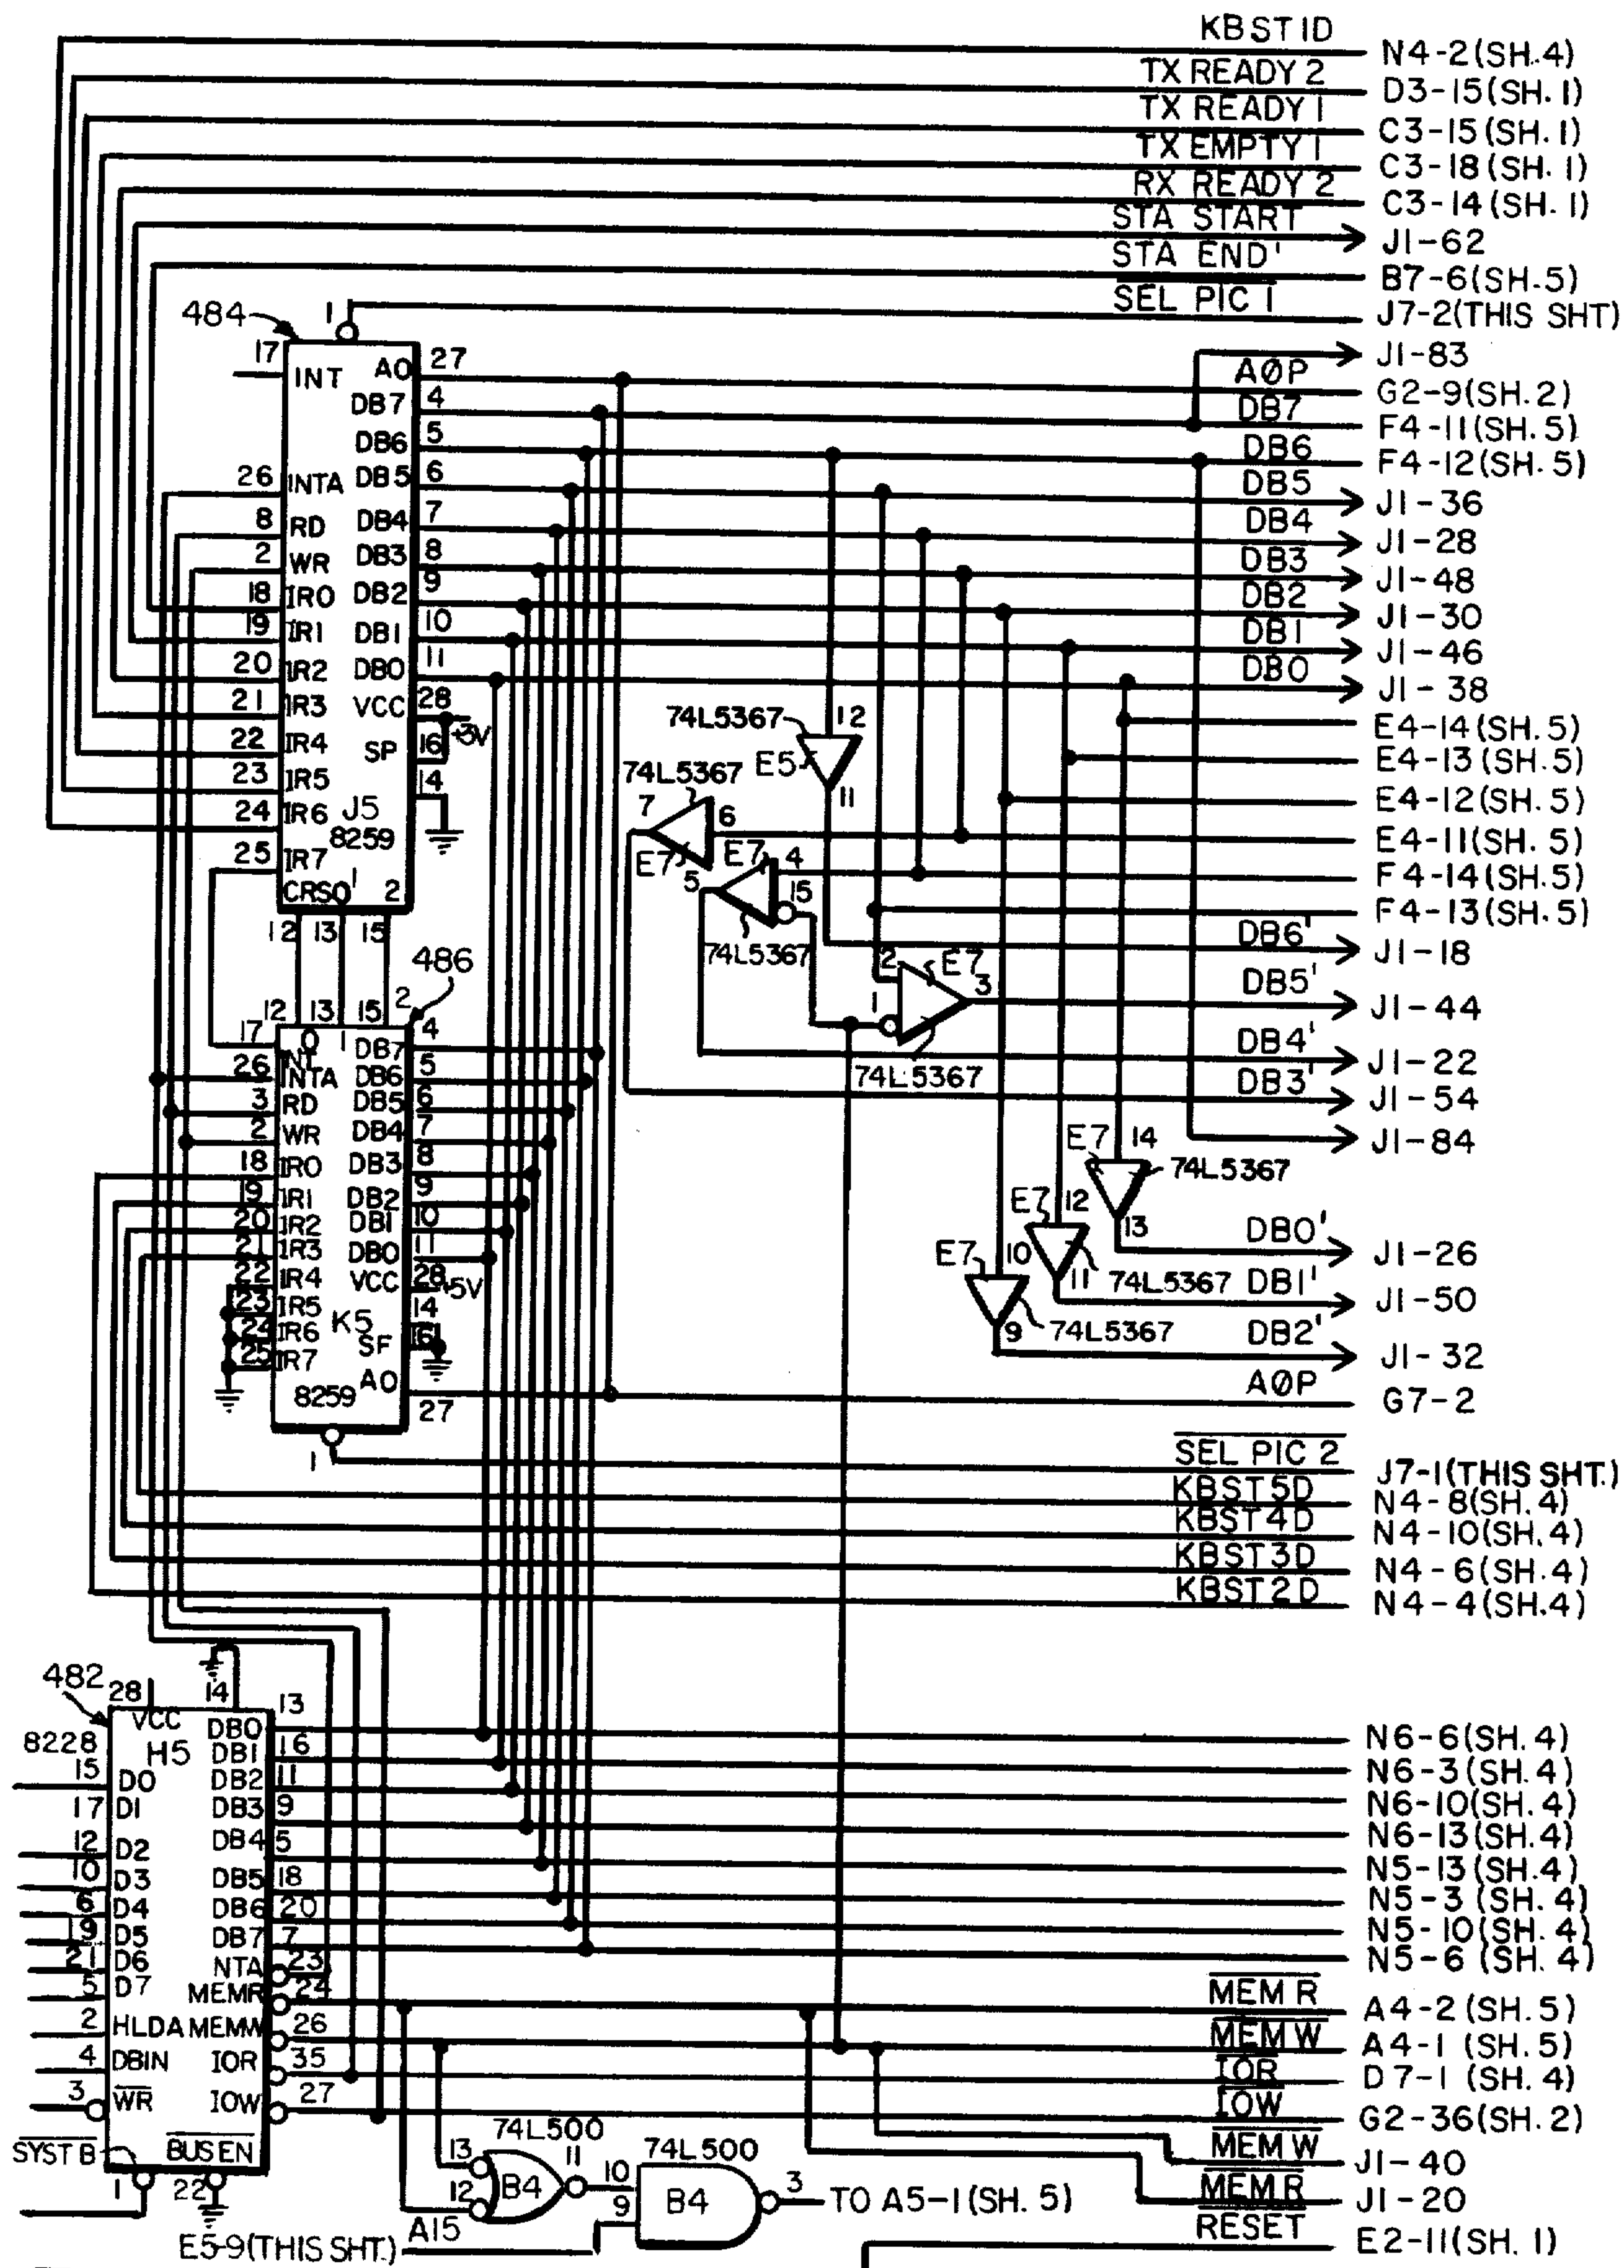 KBST1D N4-2(SH.4)
TX READY 2 D3-15(SH. 1)
TX READY 1 C3-15(SH. 1)
TX EMPTY 1 C3-18(SH. 1)
RX READY 2 C3-14(SH. 1)
STA START J1-62
STA END' B7-6(SH.5)
SEL PIC 1 J7-2(THIS SHT)
484 1
17 INT A0 27 J1-83
A0P G2-9(SH.2)
DB7 4 DB7 F4-11(SH.5)
DB6 5 DB6 F4-12(SH.5)
26 INTA DB5 6 DB5 J1-36
8 RD DB4 7 DB4 J1-28
2 WR DB3 8 DB3 J1-48
18 IR0 DB2 9 DB2 J1-30
19 IR1 DB1 10 DB1 J1-46
20 IR2 DB0 11 DB0 J1-38
21 IR3 VCC 28 74L5367 12 E4-14(SH.5)
22 IR4 SP 16 E5 E4-13(SH.5)
23 IR5 14 74L5367 11 E4-12(SH.5)
24 IR6 J5 8259 7 6 E7 E4-11(SH.5)
25 IR7 E7 4 5 15 F4-14(SH.5)
CRS0 1 2 F4-13(SH.5)
12 13 15 74L5367 DB6' J1-18
486 2 E7 1 3 DB5' J1-44
12 13 15 2
17 0 1 DB7 4 DB4' J1-22
INT
26 INTA DB6 5 74L5367 DB3' J1-54
3 RD DB5 6
2 WR DB4 7 J1-84
18 IR0 DB3 8 E7 14 74L5367
19 IR1 DB2 9 E7 12 13
20 IR2 DB1 10
21 IR3 DB0 11 E7 10 DB0' J1-26
22 IR4 VCC 28 +5V 11 74L5367 DB1' J1-50
23 IR5 14
24 IR6 K5 SF 16 9 74L5367 DB2' J1-32
25 IR7
8259 A0 27 A0P G7-2
1 SEL PIC 2 J7-1(THIS SHT.)
KBST5D N4-8(SH.4)
KBST4D N4-10(SH.4)
KBST3D N4-6(SH.4)
KBST2D N4-4(SH.4)
482 28 14
8228 VCC H5 DB0 13 N6-6(SH.4)
15 D0 DB1 16 N6-3(SH.4)
17 D1 DB2 11 N6-10(SH.4)
12 D2 DB3 9 N6-13(SH.4)
10 D3 DB4 5 N5-13(SH.4)
6 D4 DB5 18 N5-3(SH.4)
19 D5 DB6 20 N5-10(SH.4)
21 D6 DB7 7 N5-6(SH.4)
5 D7 NTA 23
MEMR 24 MEM R A4-2(SH.5)
2 HLDA MEMW 26 MEM W A4-1(SH.5)
4 DBIN IOR 35 IOR D7-1(SH.4)
3 WR IOW 27 IOW G2-36(SH.2)
SYST B BUSEN 74L500 74L500 MEM W J1-40
1 22 13 12 B4 11 10 9 B4 3 TO A5-1(SH.5) MEM R J1-20
A15 RESET E2-11(SH.1)
E5-9(THIS SHT.)